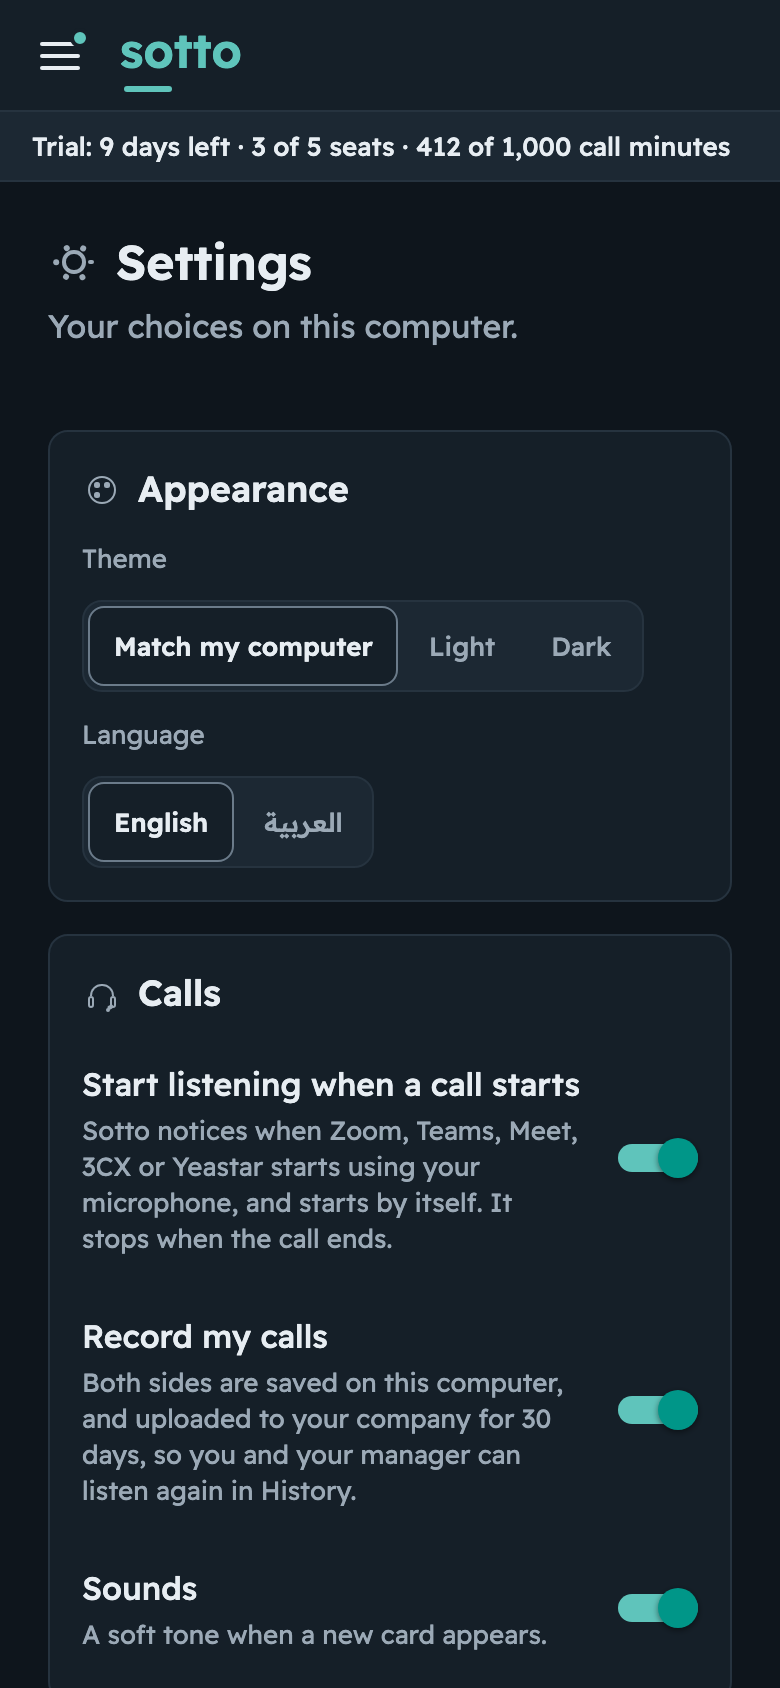 sotto
Trial: 9 days left · 3 of 5 seats · 412 of 1,000 call minutes
Settings
Your choices on this computer.
Appearance
Theme
Match my computer Light Dark
Language
English العربية
Calls
Start listening when a call starts
Sotto notices when Zoom, Teams, Meet,
3CX or Yeastar starts using your
microphone, and starts by itself. It
stops when the call ends.
Record my calls
Both sides are saved on this computer,
and uploaded to your company for 30
days, so you and your manager can
listen again in History.
Sounds
A soft tone when a new card appears.